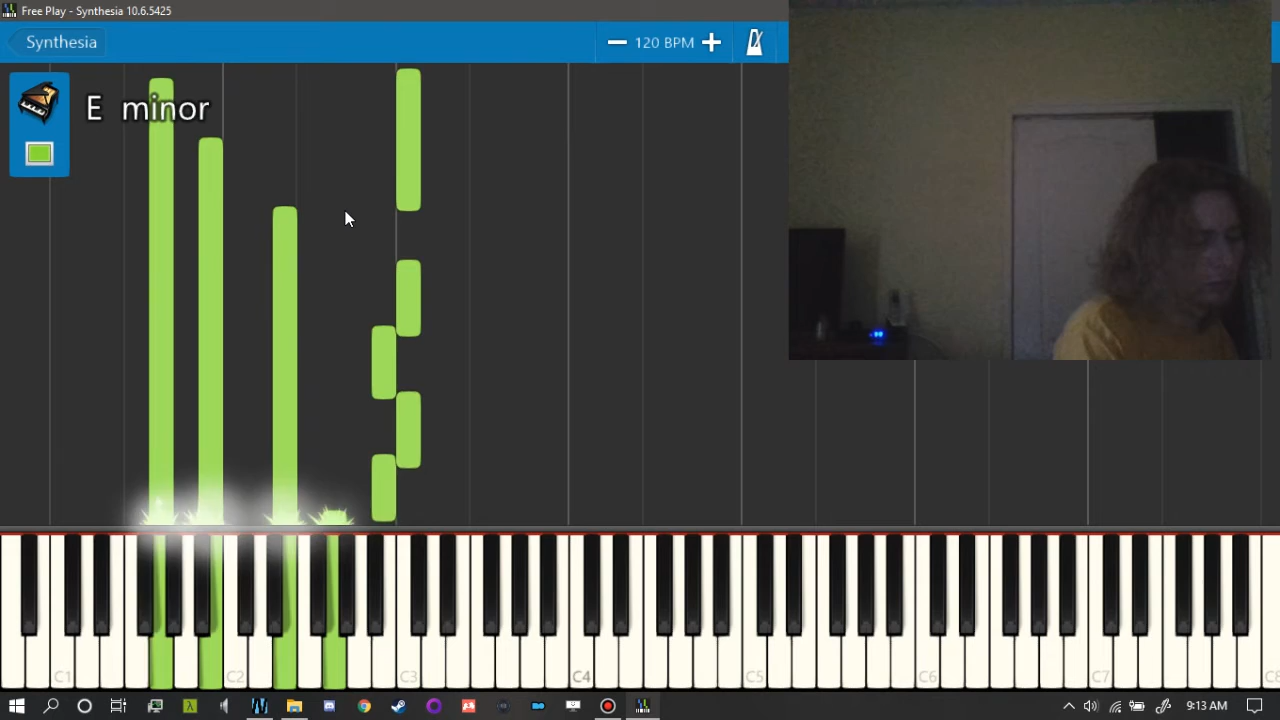 Free Play - Synthesia 10.6.5425
Synthesia
120 BPM
E minor
C1
C2
C3
C4
C5
C6
C7
C8
9:13 AM